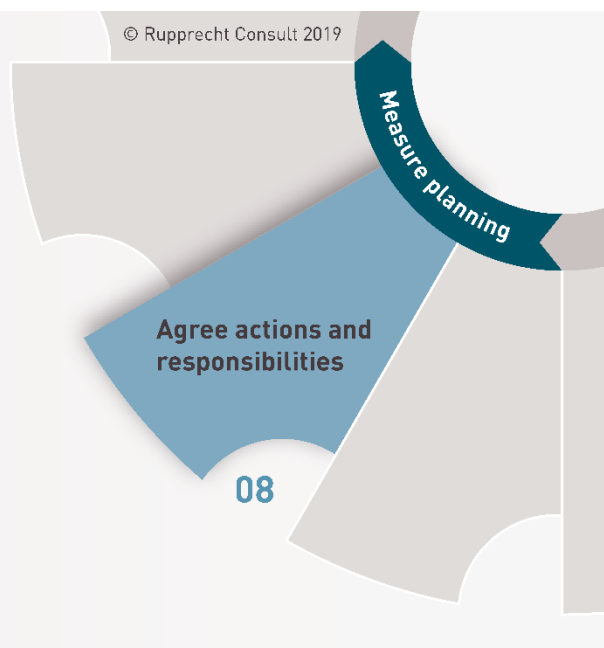 © Rupprecht Consult 2019
Measure planning
Agree actions and
responsibilities
08